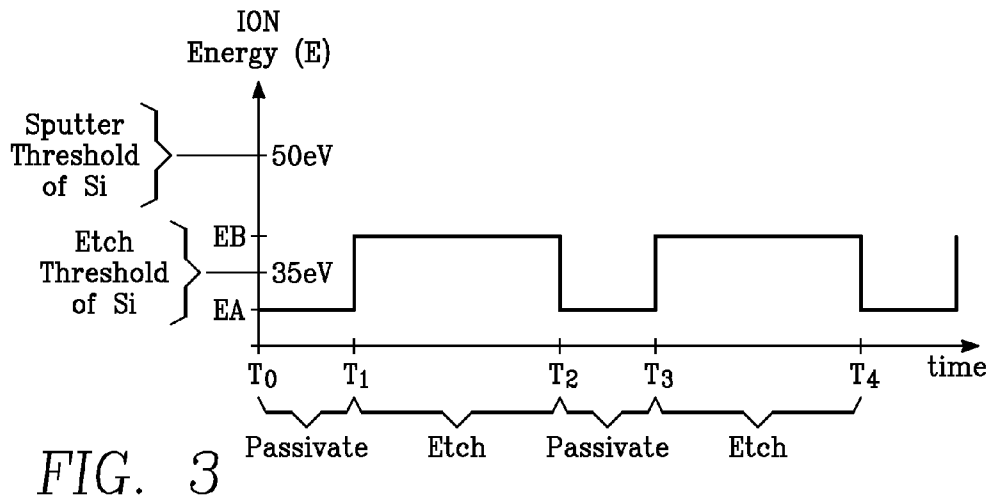 ION
Energy (E)
Sputter
Threshold
of Si
50eV
Etch
Threshold
of Si
EB
35eV
EA
T0 T1 T2 T3 T4
time
Passivate Etch Passivate Etch
FIG. 3